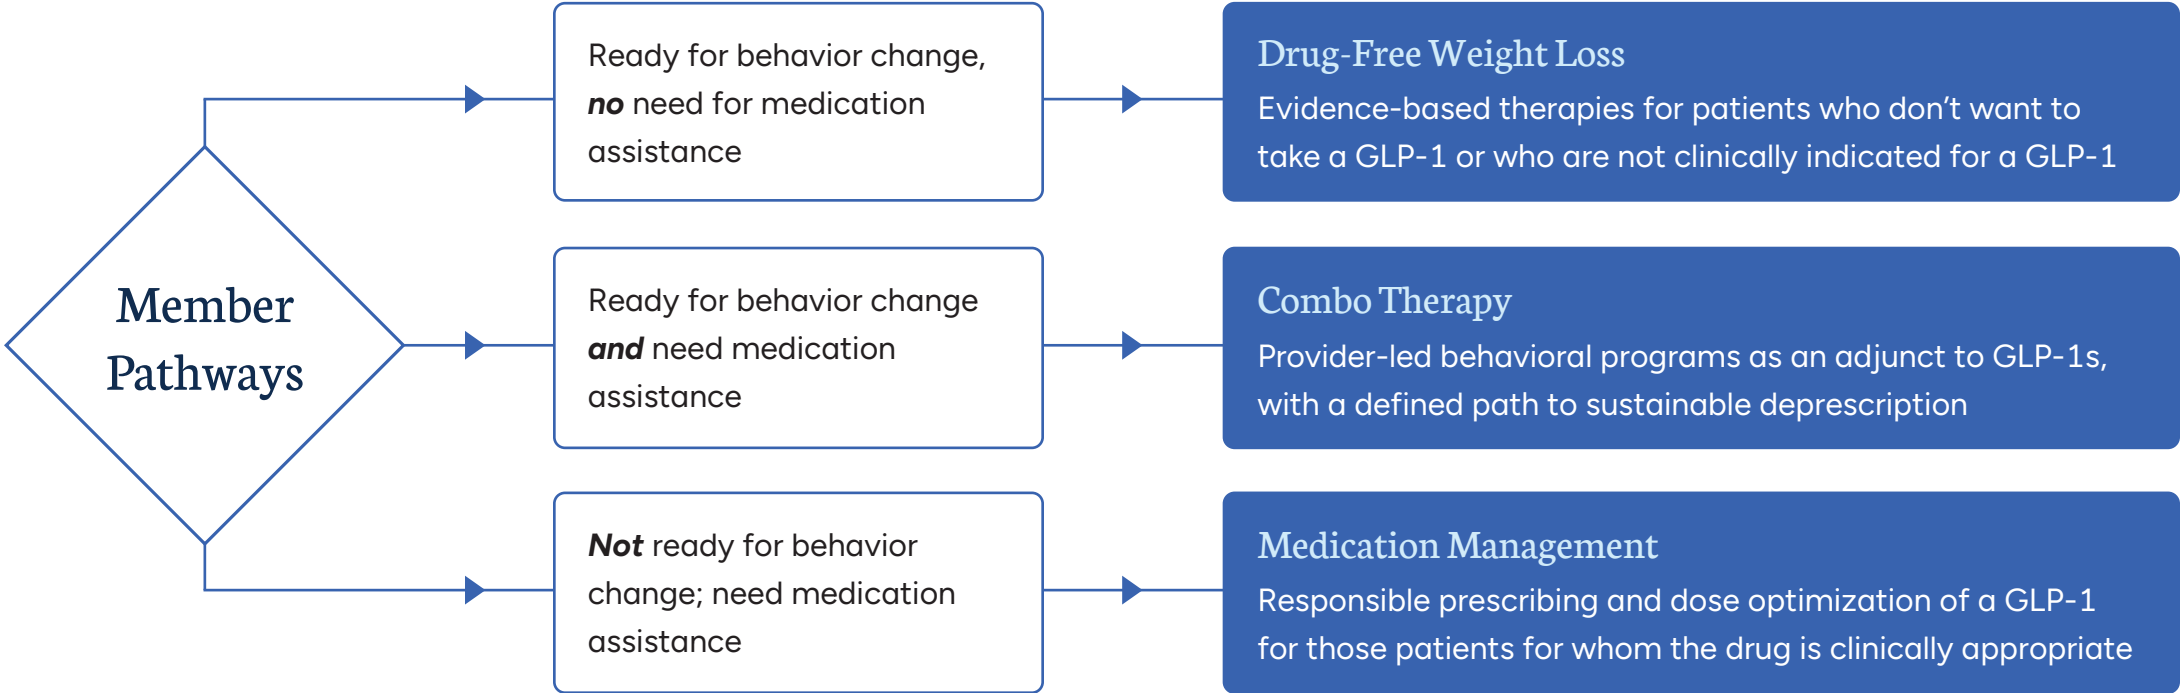 Member
Pathways
Ready for behavior change,
no need for medication
assistance
Drug-Free Weight Loss
Evidence-based therapies for patients who don’t want to
take a GLP-1 or who are not clinically indicated for a GLP-1
Ready for behavior change
and need medication
assistance
Combo Therapy
Provider-led behavioral programs as an adjunct to GLP-1s,
with a defined path to sustainable deprescription
Not ready for behavior
change; need medication
assistance
Medication Management
Responsible prescribing and dose optimization of a GLP-1
for those patients for whom the drug is clinically appropriate